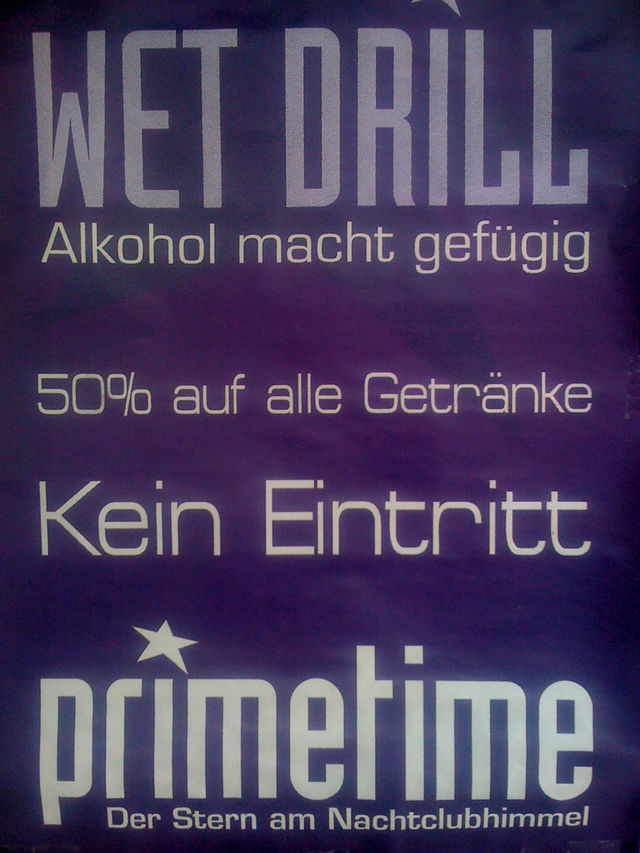 WET DRILL
Alkohol macht gefügig
50% auf alle Getränke
Kein Eintritt
primetime
Der Stern am Nachtclubhimmel